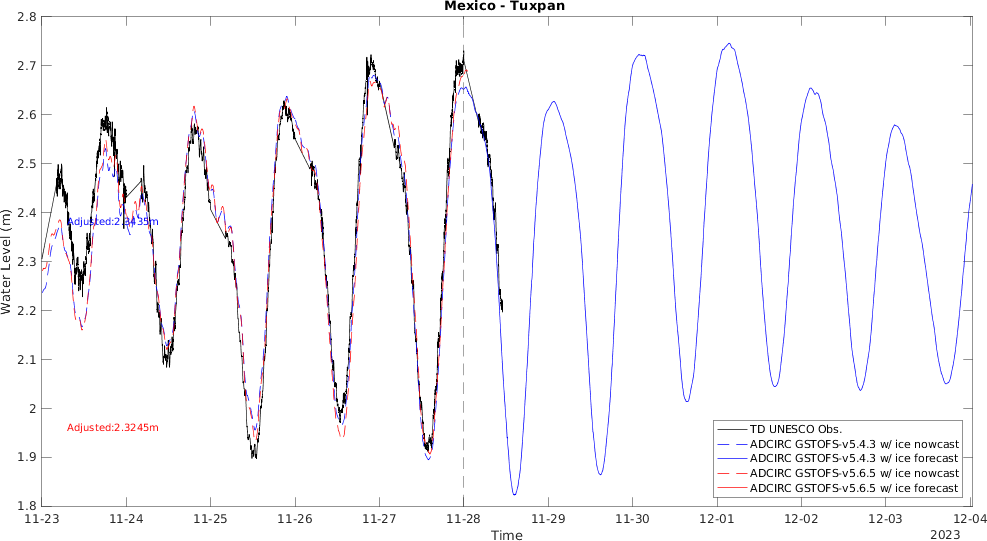 Mexico - Tuxpan
2.8
2.7
2.6
2.5
2.4
2.3
2.2
2.1
2
1.9
1.8
Water Level (m)
Adjusted:2.3435m
Adjusted:2.3245m
TD UNESCO Obs.
ADCIRC GSTOFS-v5.4.3 w/ ice nowcast
ADCIRC GSTOFS-v5.4.3 w/ ice forecast
ADCIRC GSTOFS-v5.6.5 w/ ice nowcast
ADCIRC GSTOFS-v5.6.5 w/ ice forecast
11-23 11-24 11-25 11-26 11-27 11-28 11-29 11-30 12-01 12-02 12-03 12-04
Time
2023